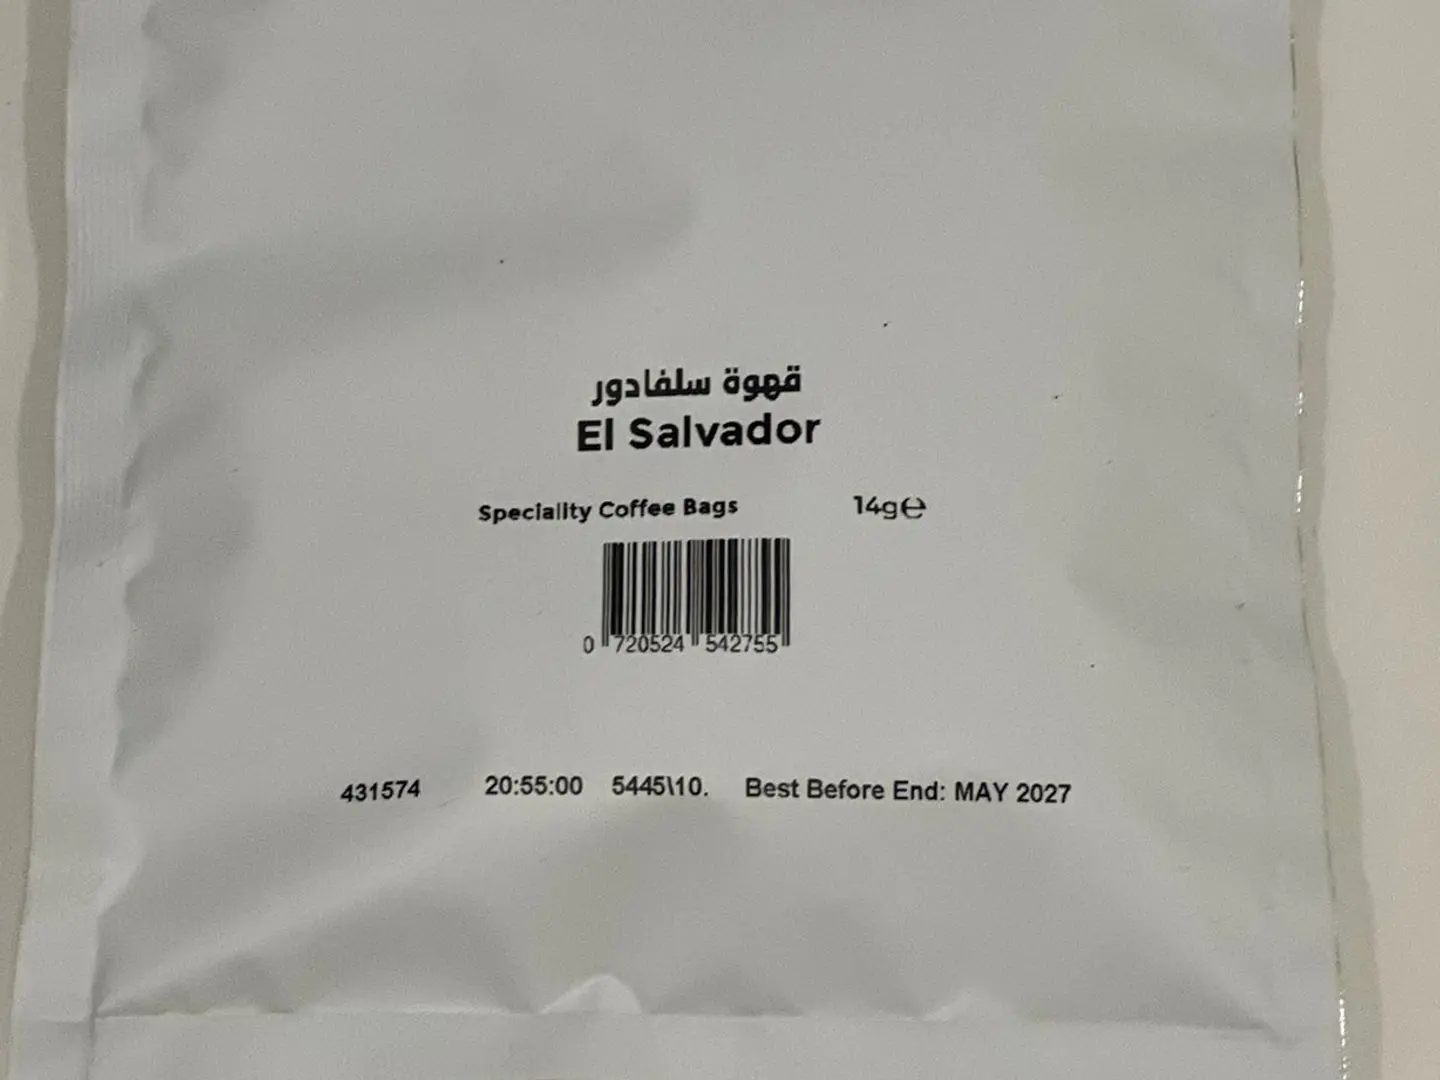 قهوة سلفادور
El Salvador
Speciality Coffee Bags 14g℮
0 720524 542755
431574 20:55:00 5445\10. Best Before End: MAY 2027